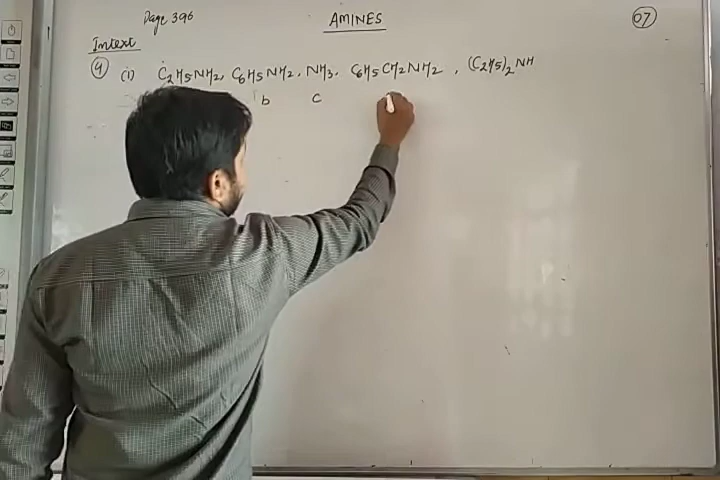 Page 396
AMINES
07
Intext
4 (i) C2H5NH2, C6H5NH2, NH3, C6H5CH2NH2, (C2H5)2NH
b c